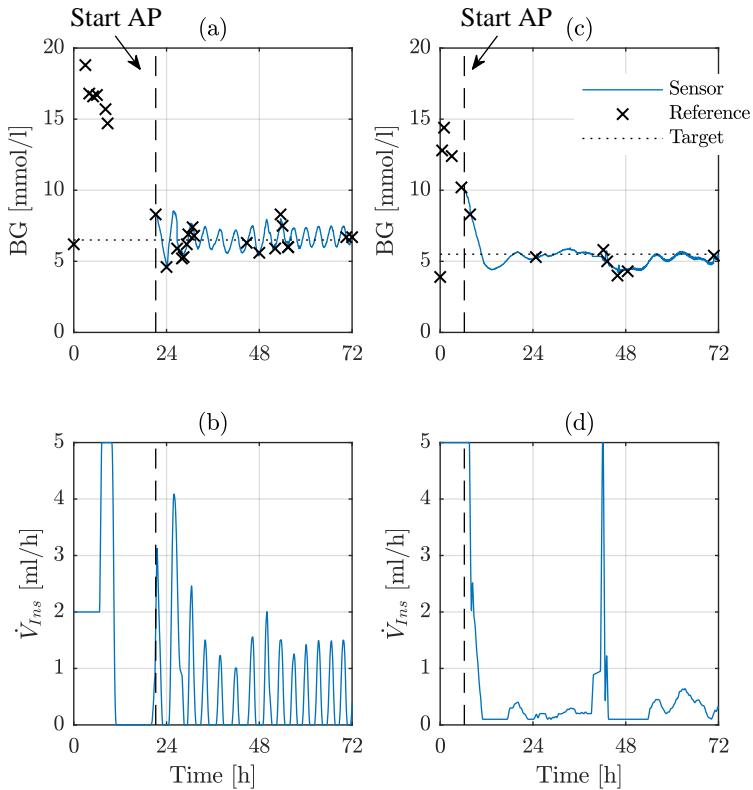 Start AP
Start AP
(a)
(c)
20
15
10
5
0
BG [mmol/l]
0
24
48
72
20
15
10
5
0
BG [mmol/l]
Sensor
Reference
Target
0
24
48
72
(b)
(d)
5
4
3
2
1
0
V̇Ins [ml/h]
0
24
48
72
Time [h]
5
4
3
2
1
0
V̇Ins [ml/h]
0
24
48
72
Time [h]